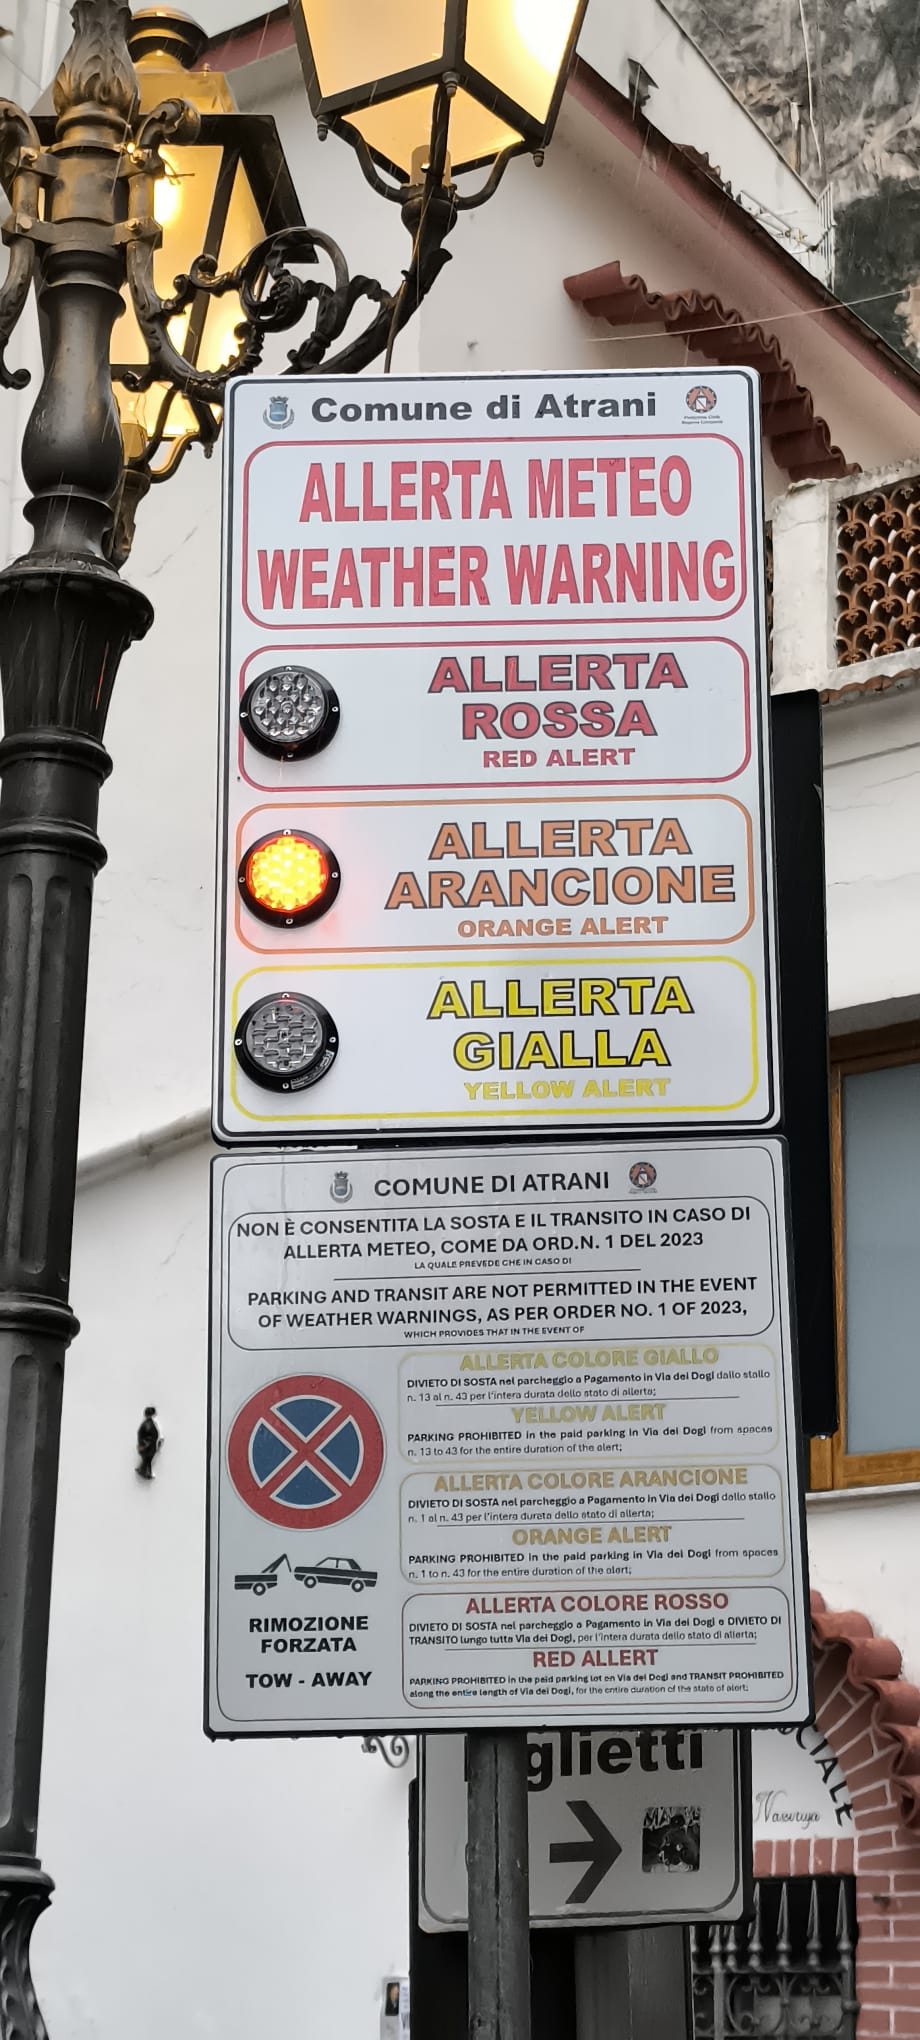 Comune di Atrani
ALLERTA METEO
WEATHER WARNING
ALLERTA
ROSSA
RED ALERT
ALLERTA
ARANCIONE
ORANGE ALERT
ALLERTA
GIALLA
YELLOW ALERT
COMUNE DI ATRANI
NON È CONSENTITA LA SOSTA E IL TRANSITO IN CASO DI
ALLERTA METEO, COME DA ORD.N. 1 DEL 2023
LA QUALE PREVEDE CHE IN CASO DI
PARKING AND TRANSIT ARE NOT PERMITTED IN THE EVENT
OF WEATHER WARNINGS, AS PER ORDER NO. 1 OF 2023,
WHICH PROVIDES THAT IN THE EVENT OF
ALLERTA COLORE GIALLO
DIVIETO DI SOSTA nel parcheggio a Pagamento in Via dei Dogi dallo stallo
n. 13 al n. 43 per l'intera durata dello stato di allerta;
YELLOW ALERT
PARKING PROHIBITED in the paid parking in Via dei Dogi from spaces
n. 13 to 43 for the entire duration of the alert;
ALLERTA COLORE ARANCIONE
DIVIETO DI SOSTA nel parcheggio a Pagamento in Via dei Dogi dallo stallo
n. 1 al n. 43 per l'intera durata dello stato di allerta;
ORANGE ALERT
PARKING PROHIBITED in the paid parking in Via dei Dogi from spaces
n. 1 to n. 43 for the entire duration of the alert;
ALLERTA COLORE ROSSO
DIVIETO DI SOSTA nel parcheggio a Pagamento in Via dei Dogi e DIVIETO DI
TRANSITO lungo tutta Via dei Dogi, per l'intera durata dello stato di allerta;
RED ALLERT
PARKING PROHIBITED in the paid parking lot on Via dei Dogi and TRANSIT PROHIBITED
along the entire length of Via dei Dogi, for the entire duration of the state of alert;
RIMOZIONE
FORZATA
TOW - AWAY
glietti
CIALE